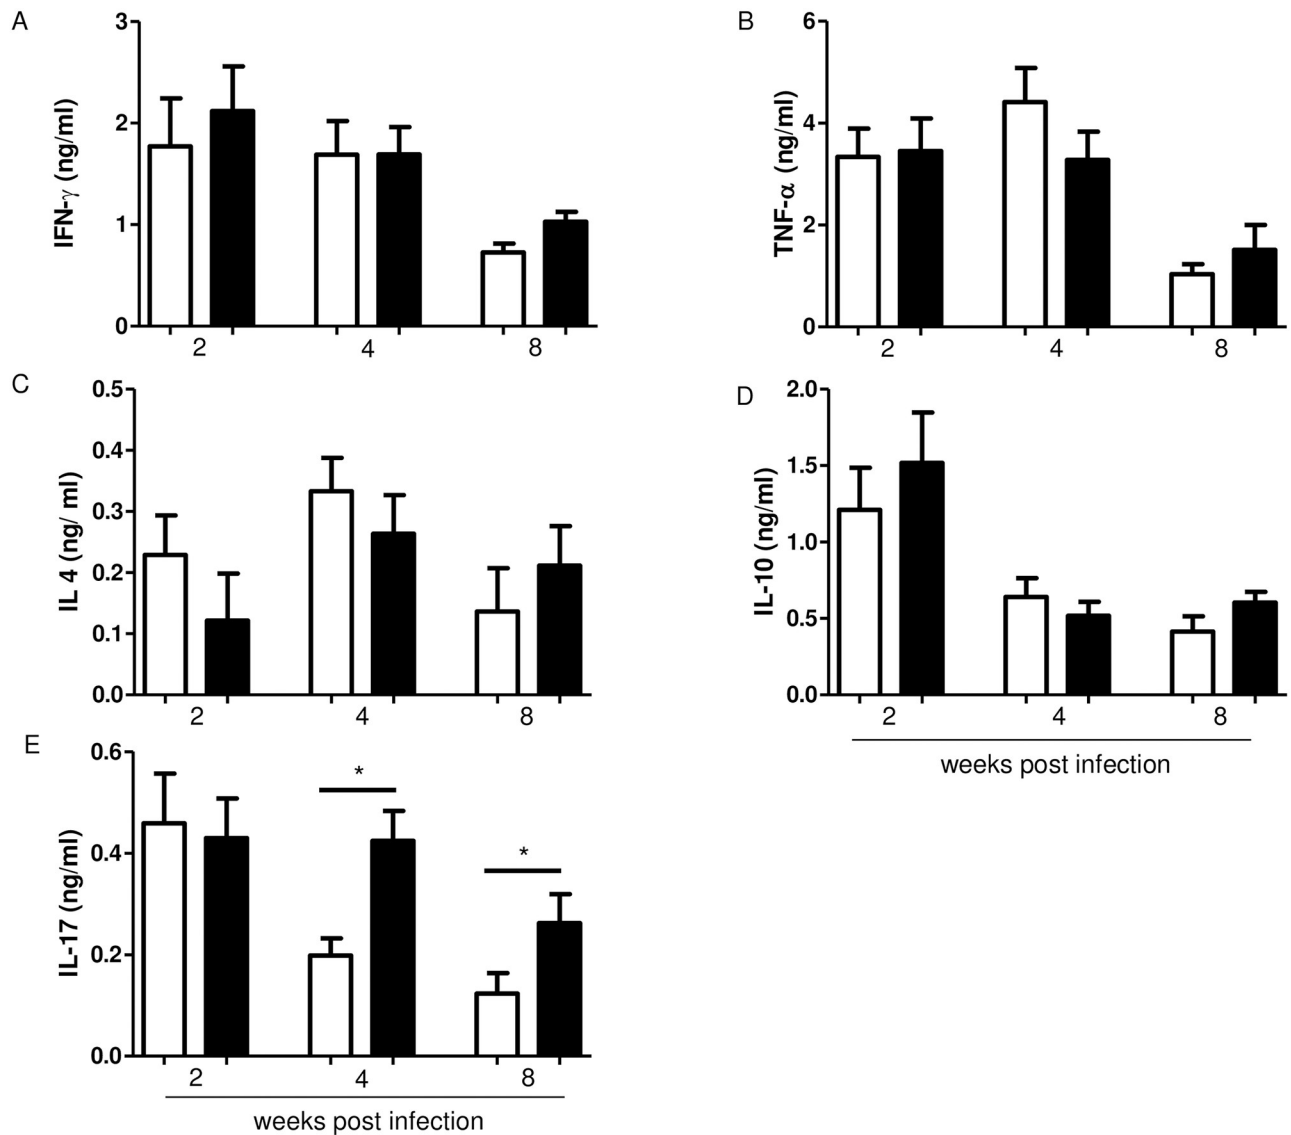 A
IFN-γ (ng/ml)
3
2
1
0
2 4 8
B
TNF-α (ng/ml)
6
4
2
0
2 4 8
C
IL 4 (ng/ ml)
0.5
0.4
0.3
0.2
0.1
0.0
2 4 8
D
IL-10 (ng/ml)
2.0
1.5
1.0
0.5
0.0
2 4 8
weeks post infection
E
IL-17 (ng/ml)
0.6
0.4
0.2
0.0
*
*
2 4 8
weeks post infection